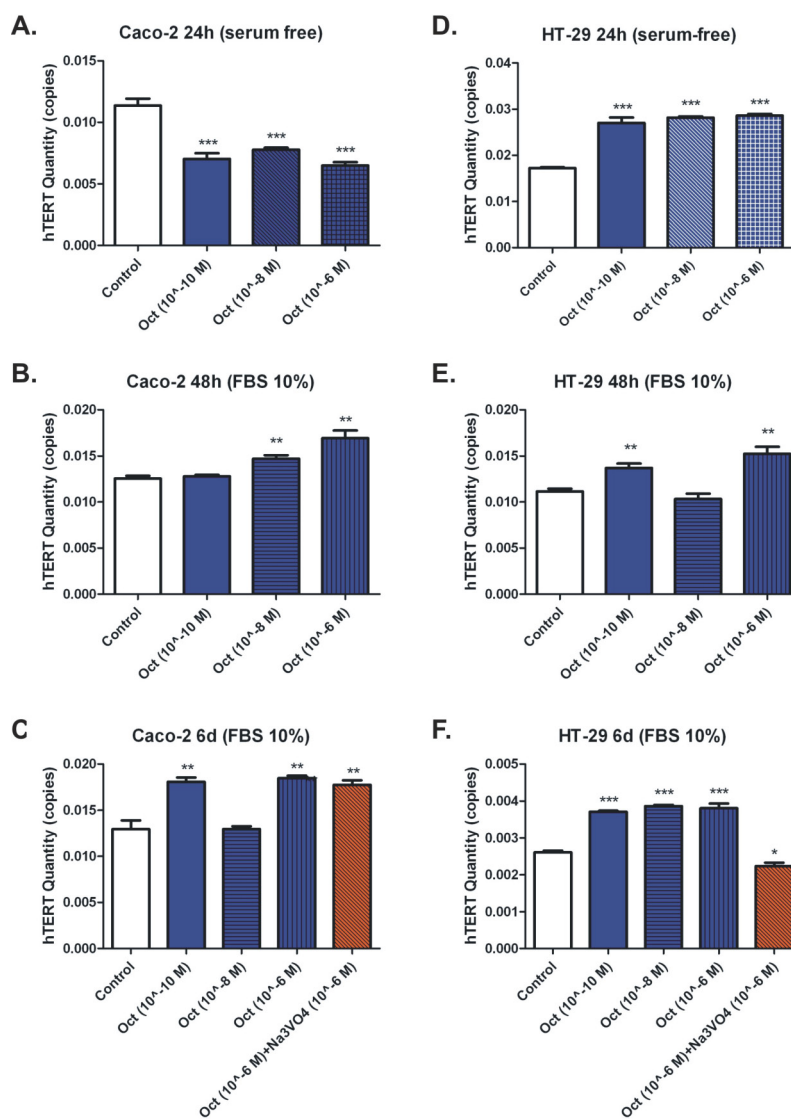 A.
Caco-2 24h (serum free)
hTERT Quantity (copies)
0.015
0.010
0.005
0.000
***
***
***
Control
Oct (10^-10 M)
Oct (10^-8 M)
Oct (10^-6 M)
D.
HT-29 24h (serum-free)
hTERT Quantity (copies)
0.04
0.03
0.02
0.01
0.00
***
***
***
Control
Oct (10^-10 M)
Oct (10^-8 M)
Oct (10^-6 M)
B.
Caco-2 48h (FBS 10%)
hTERT Quantity (copies)
0.020
0.015
0.010
0.005
0.000
**
**
Control
Oct (10^-10 M)
Oct (10^-8 M)
Oct (10^-6 M)
E.
HT-29 48h (FBS 10%)
hTERT Quantity (copies)
0.020
0.015
0.010
0.005
0.000
**
**
Control
Oct (10^-10 M)
Oct (10^-8 M)
Oct (10^-6 M)
C.
Caco-2 6d (FBS 10%)
hTERT Quantity (copies)
0.020
0.015
0.010
0.005
0.000
**
**
**
Control
Oct (10^-10 M)
Oct (10^-8 M)
Oct (10^-6 M)
Oct (10^-6 M)+Na3VO4 (10^-6 M)
F.
HT-29 6d (FBS 10%)
hTERT Quantity (copies)
0.005
0.004
0.003
0.002
0.001
0.000
***
***
***
*
Control
Oct (10^-10 M)
Oct (10^-8 M)
Oct (10^-6 M)
Oct (10^-6 M)+Na3VO4 (10^-6 M)